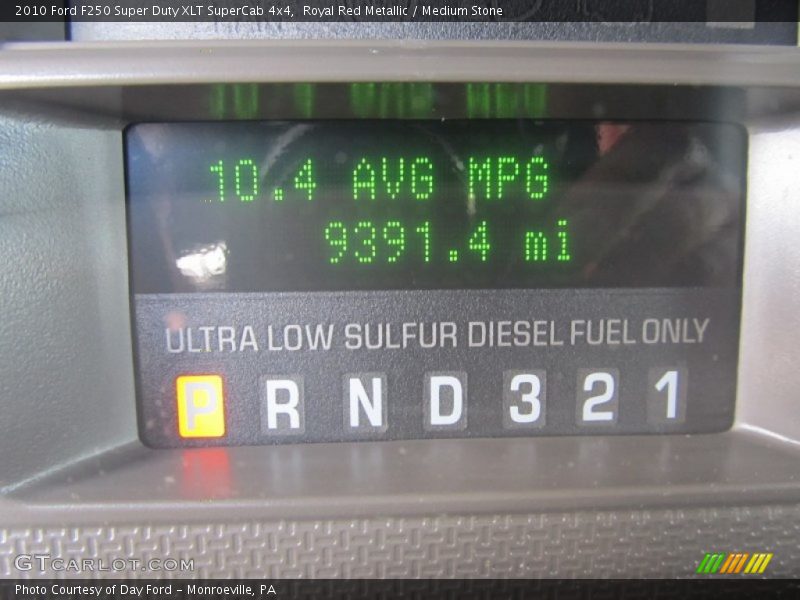 2010 Ford F250 Super Duty XLT SuperCab 4x4,  Royal Red Metallic / Medium Stone
10.4 AVG MPG
9391.4 mi
ULTRA LOW SULFUR DIESEL FUEL ONLY
P R N D 3 2 1
GTCARLOT.COM
Photo Courtesy of Day Ford - Monroeville, PA